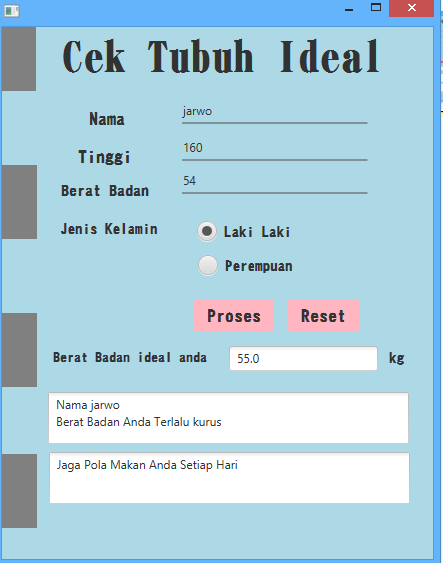 Cek Tubuh Ideal
Nama jarwo
Tinggi 160
Berat Badan 54
Jenis Kelamin Laki Laki
Perempuan
Proses Reset
Berat Badan ideal anda 55.0 kg
Nama jarwo
Berat Badan Anda Terlalu kurus
Jaga Pola Makan Anda Setiap Hari